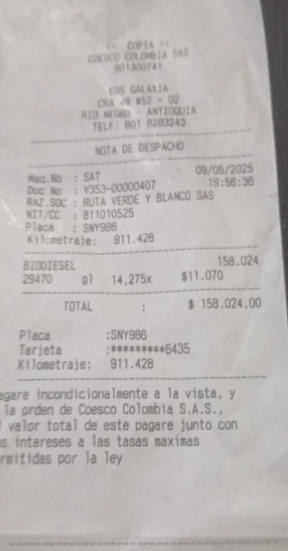 << COPIA >>
COESCO COLOMBIA SAS
901300741
EDS GALAXIA
CRA 48 #52 - 02
RIO NEGRO - ANTIOQUIA
TELF: 601 6283243
NOTA DE DESPACHO
Maq.No : SAT 09/05/2025
Doc No : V353-00000407 19:56:36
RAZ.SOC : RUTA VERDE Y BLANCO SAS
NIT/CC : 811010525
Placa : SNY986
Kilometraje: 911.428
BIODIESEL 158.024
29470 gl 14,275x $11.070
TOTAL : $ 158.024,00
Placa :SNY986
Tarjeta :*********6435
Kilometraje: 911.428
agare incondicionalmente a la vista, y
la orden de Coesco Colombia S.A.S.,
valor total de este pagare junto con
s intereses a las tasas maximas
rmitidas por la ley